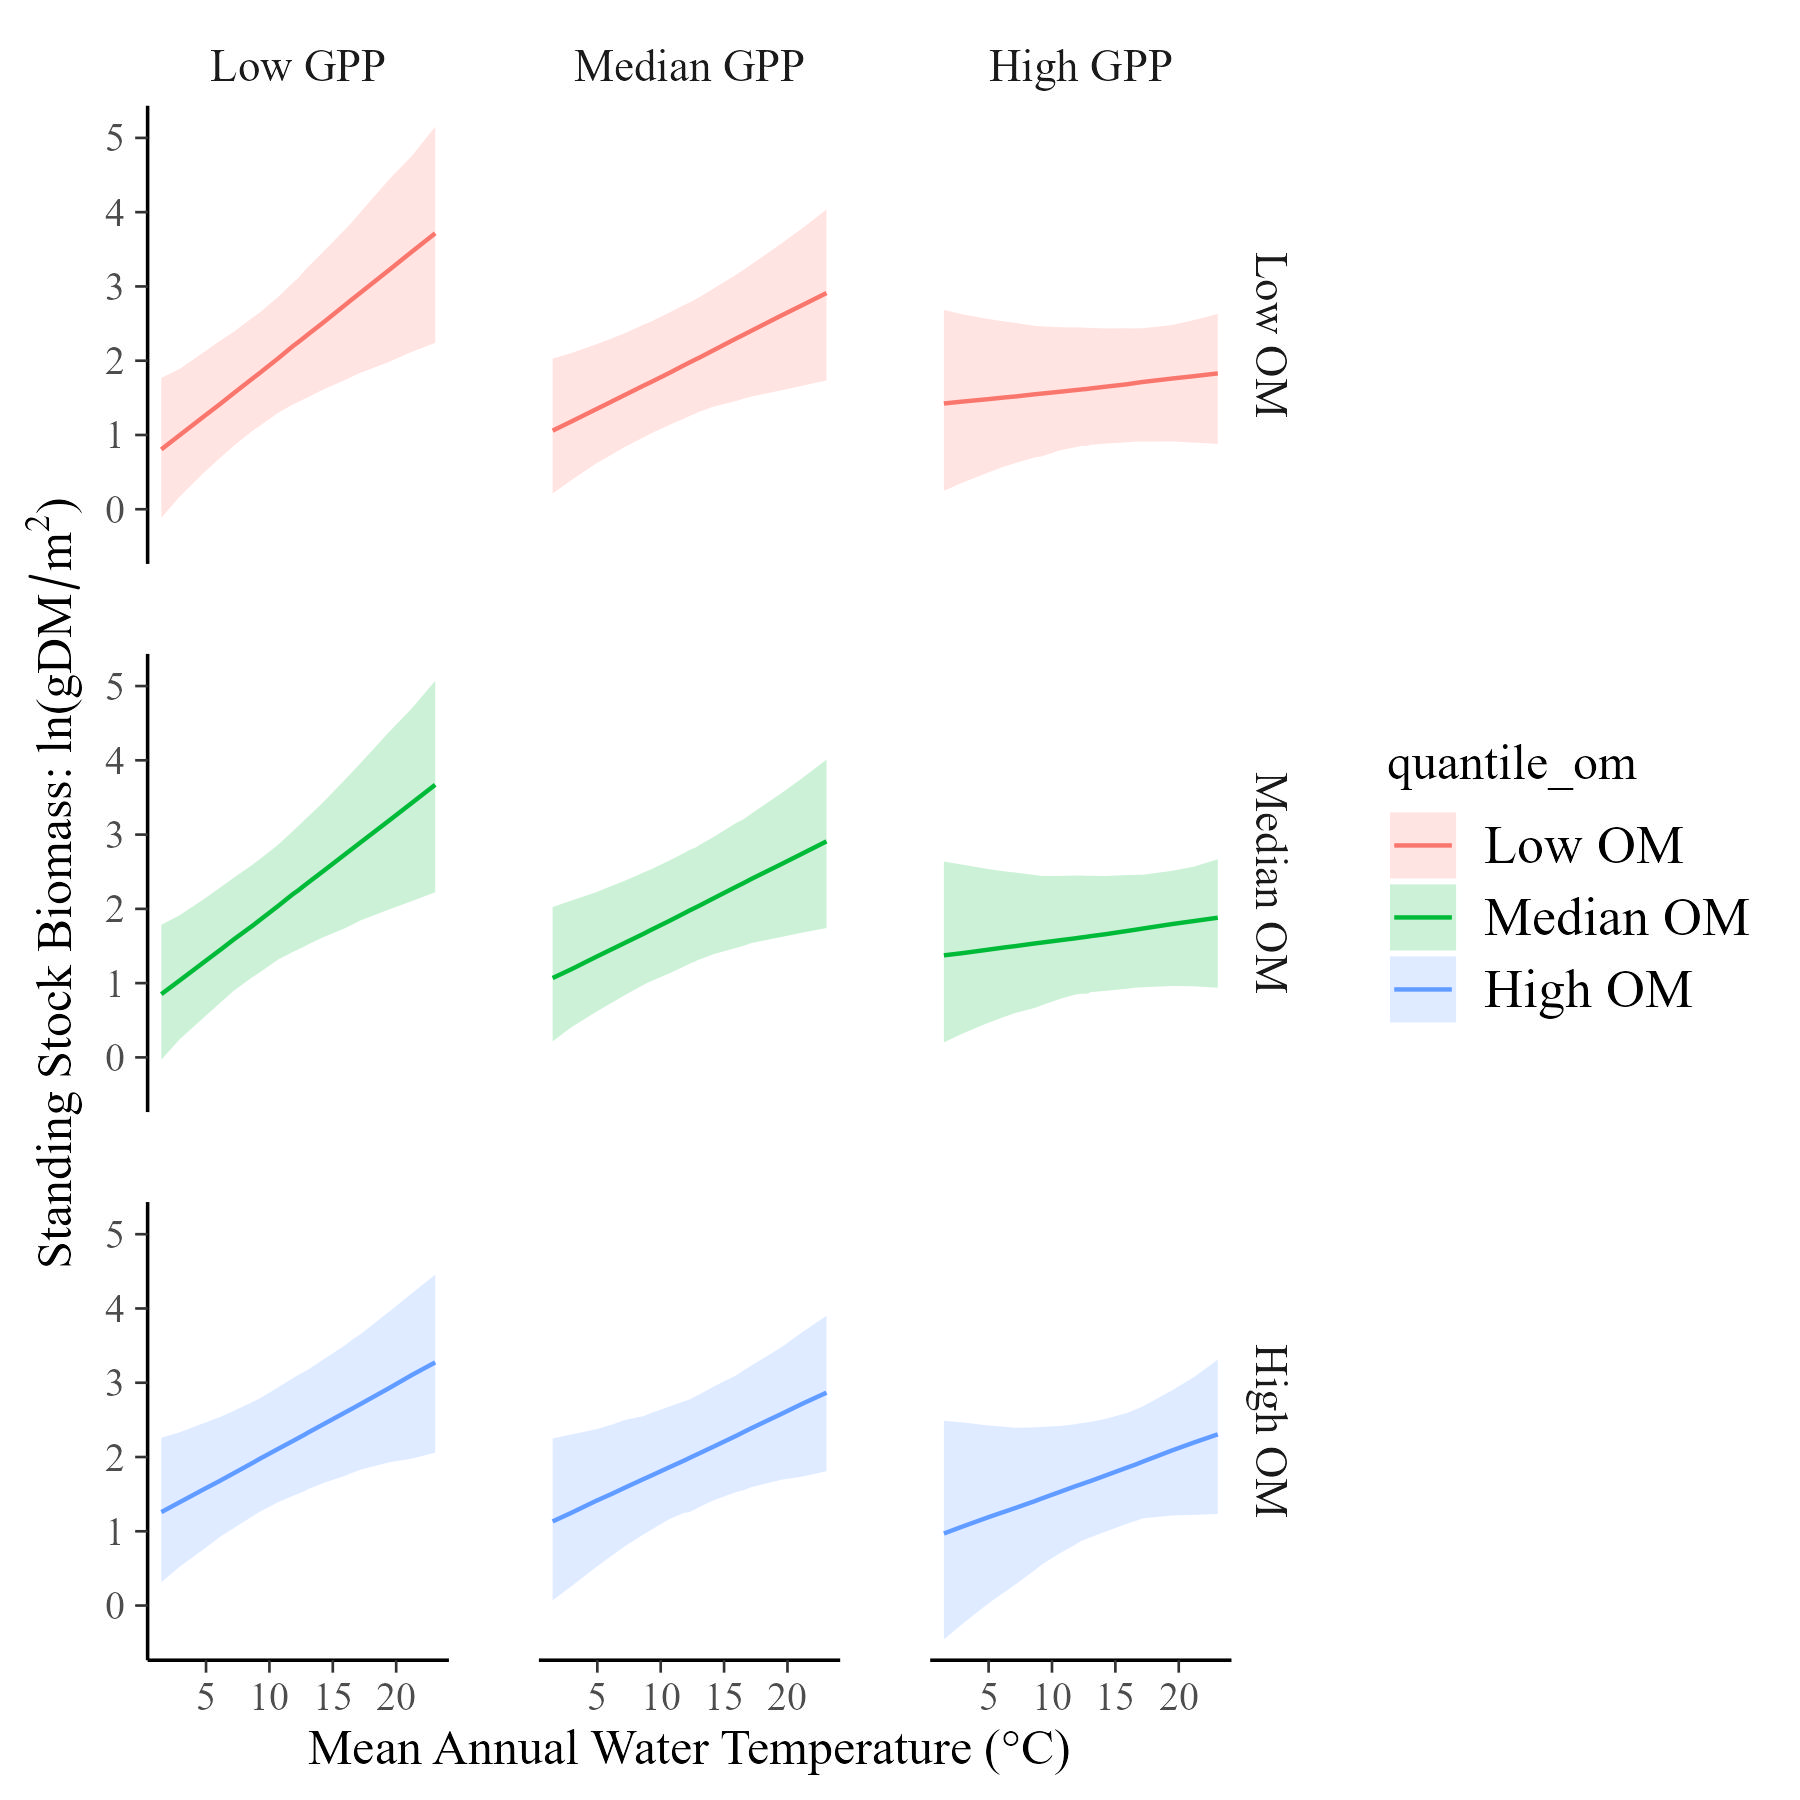 Low GPP Median GPP High GPP
5
4
3
2
1
0
Low OM
5
4
3
2
1
0
Median OM
5
4
3
2
1
0
High OM
5 10 15 20 5 10 15 20 5 10 15 20
Mean Annual Water Temperature (°C)
Standing Stock Biomass: ln(gDM/m²)
quantile_om
Low OM
Median OM
High OM